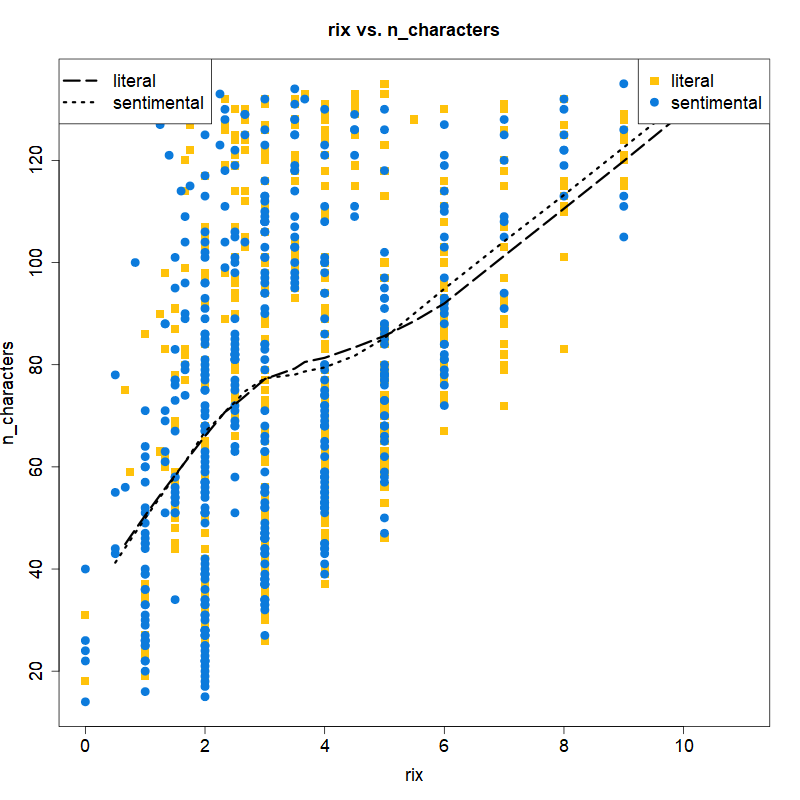 rix vs. n_characters
literal
sentimental
literal
sentimental
n_characters
120
100
80
60
40
20
0 2 4 6 8 10
rix